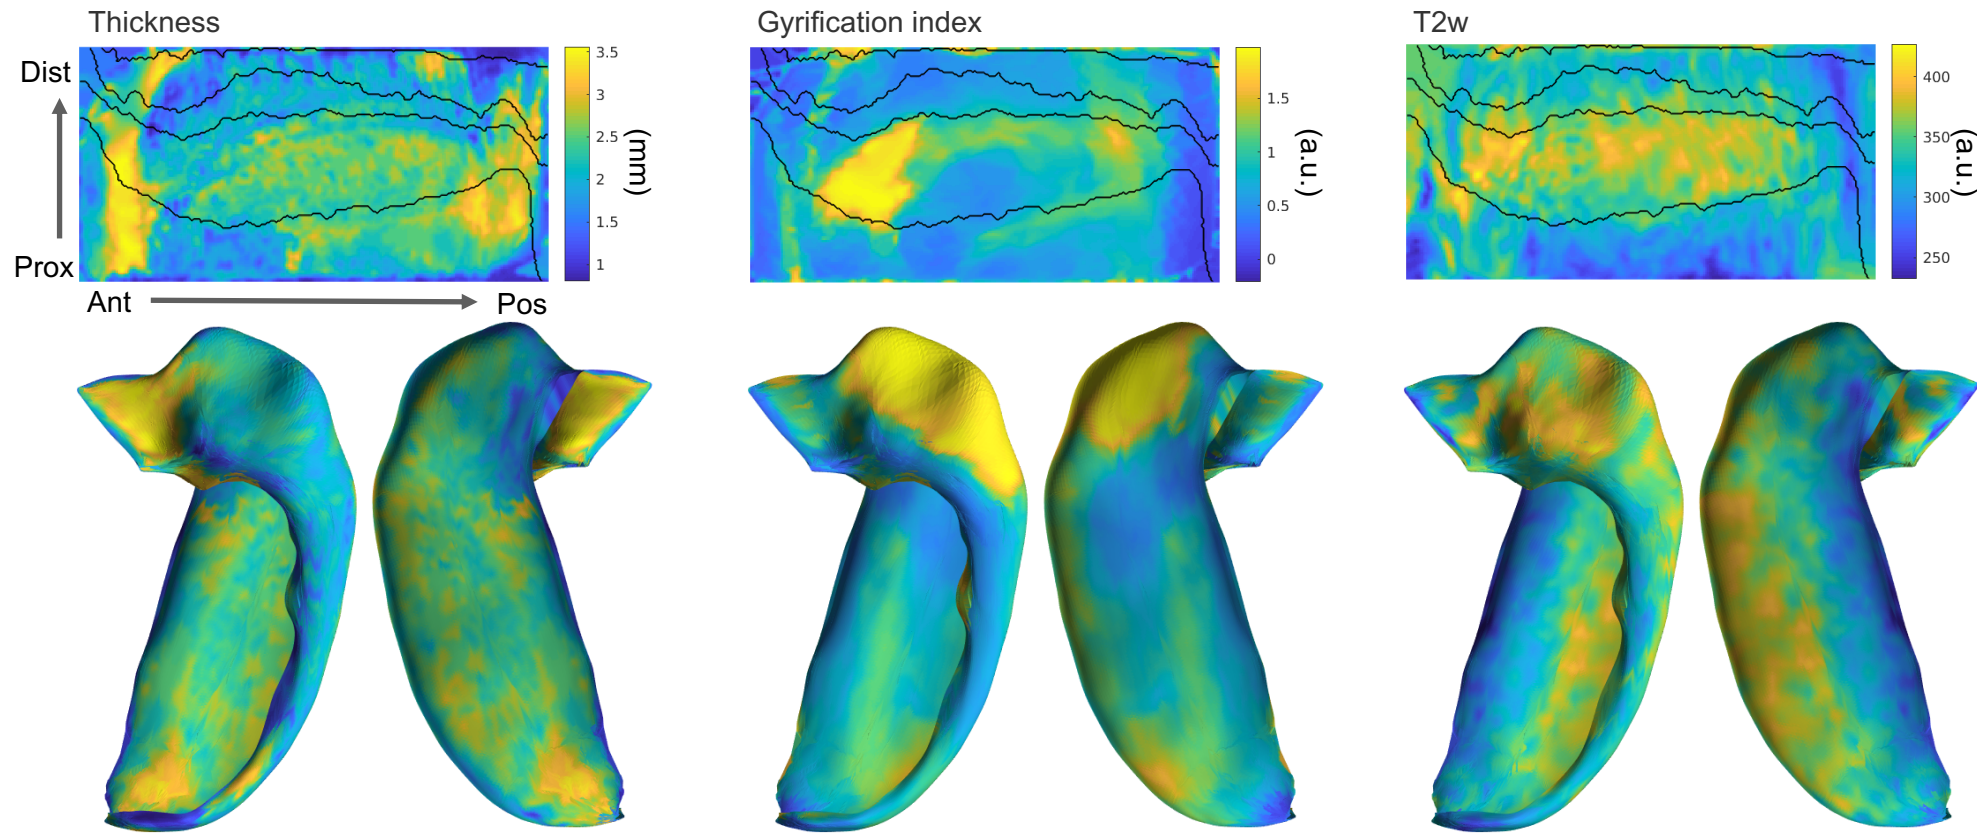 Thickness
Gyrification index
T2w
Dist
Prox
Ant
Pos
3.5
3
2.5
2
1.5
1
(mm)
1.5
1
0.5
0
(a.u.)
400
350
300
250
(a.u.)